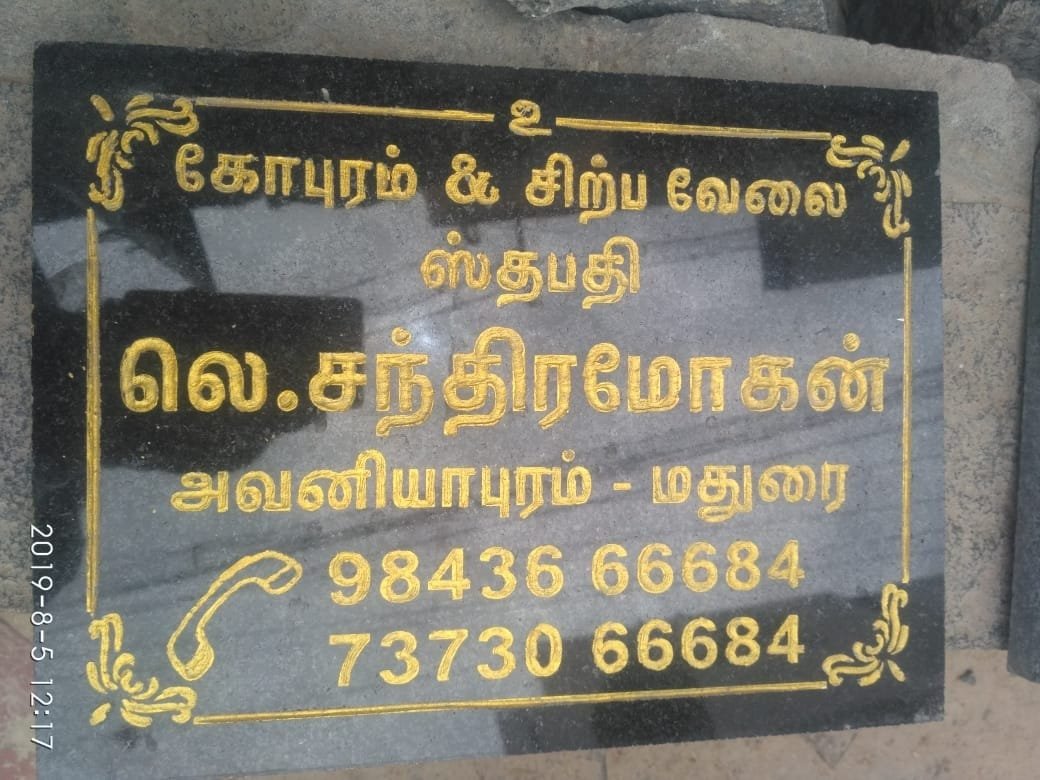 உ
கோபுரம் & சிற்ப வேலை
ஸ்தபதி
லெ.சந்திரமோகன்
அவனியாபுரம் - மதுரை
98436 66684
73730 66684
2019-8-5 12:17